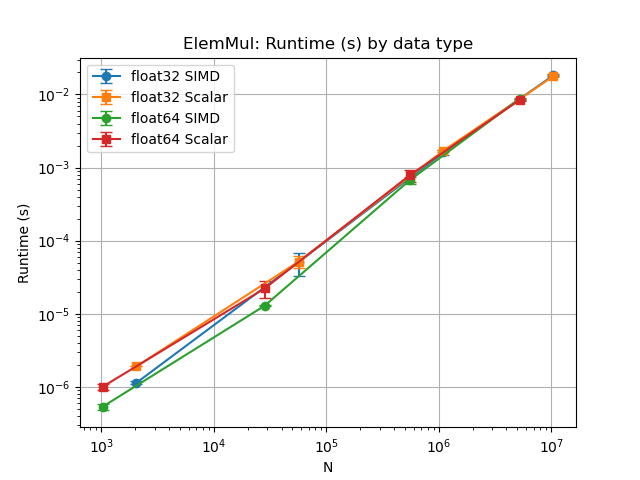 ElemMul: Runtime (s) by data type
float32 SIMD
float32 Scalar
float64 SIMD
float64 Scalar
Runtime (s)
10⁻²
10⁻³
10⁻⁴
10⁻⁵
10⁻⁶
10³ 10⁴ 10⁵ 10⁶ 10⁷
N